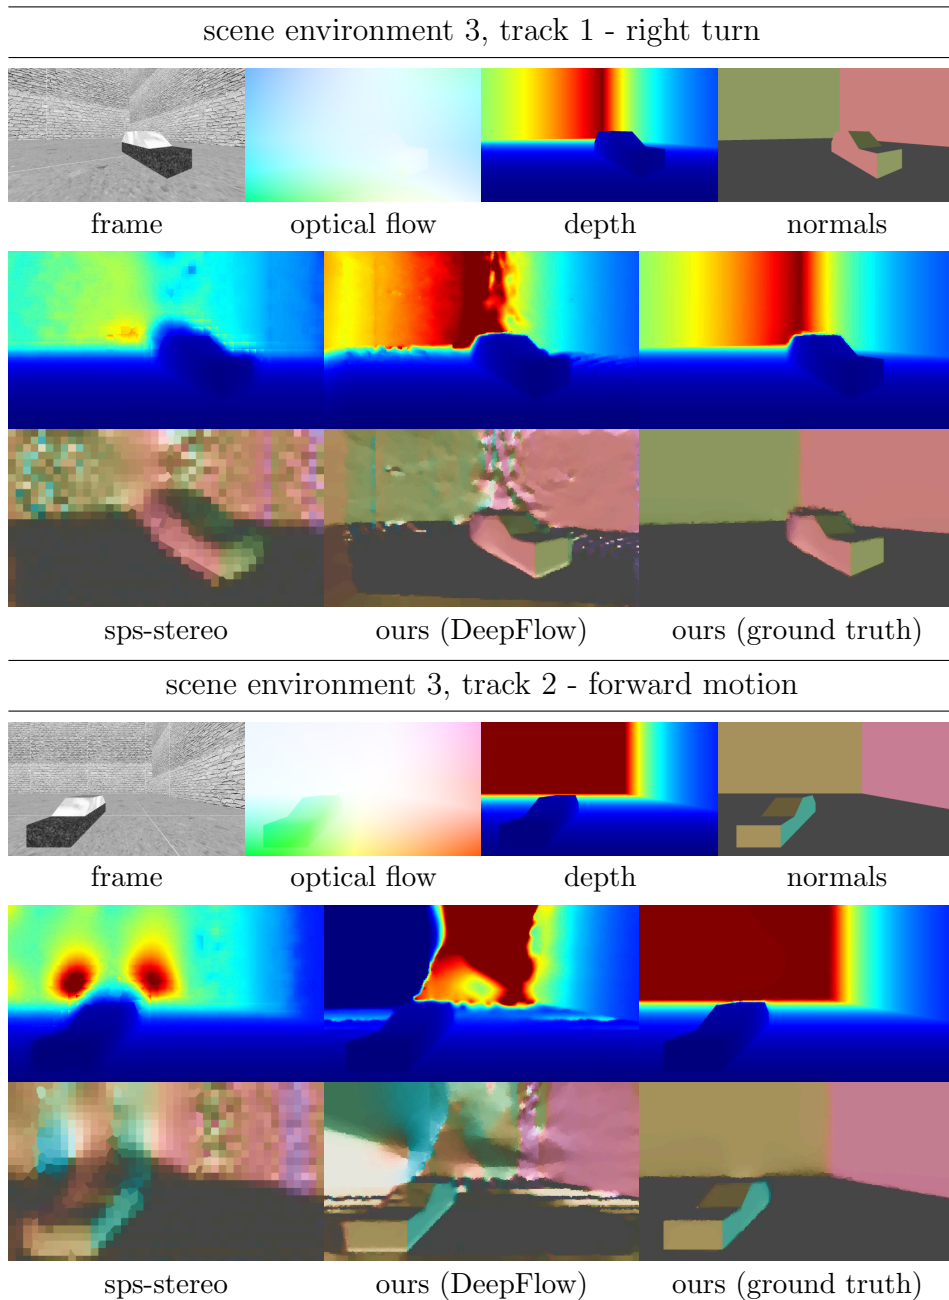 scene environment 3, track 1 - right turn
frame optical flow depth normals
sps-stereo ours (DeepFlow) ours (ground truth)
scene environment 3, track 2 - forward motion
frame optical flow depth normals
sps-stereo ours (DeepFlow) ours (ground truth)